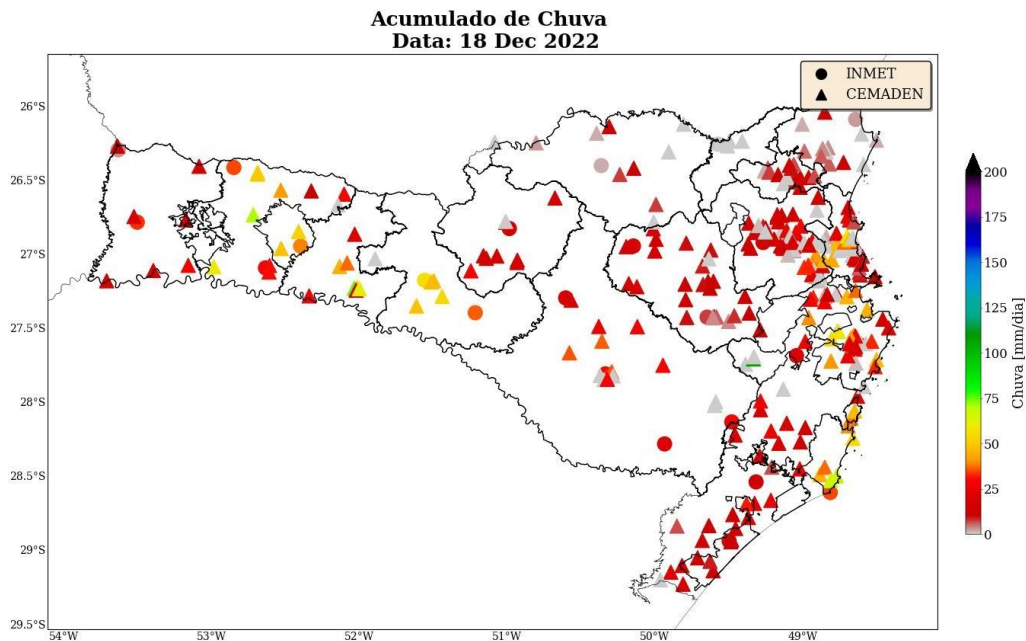 Acumulado de Chuva
Data: 18 Dec 2022
INMET
CEMADEN
26°S
26.5°S
27°S
27.5°S
28°S
28.5°S
29°S
29.5°S
54°W
53°W
52°W
51°W
50°W
49°W
200
175
150
125
100
75
50
25
0
Chuva [mm/dia]